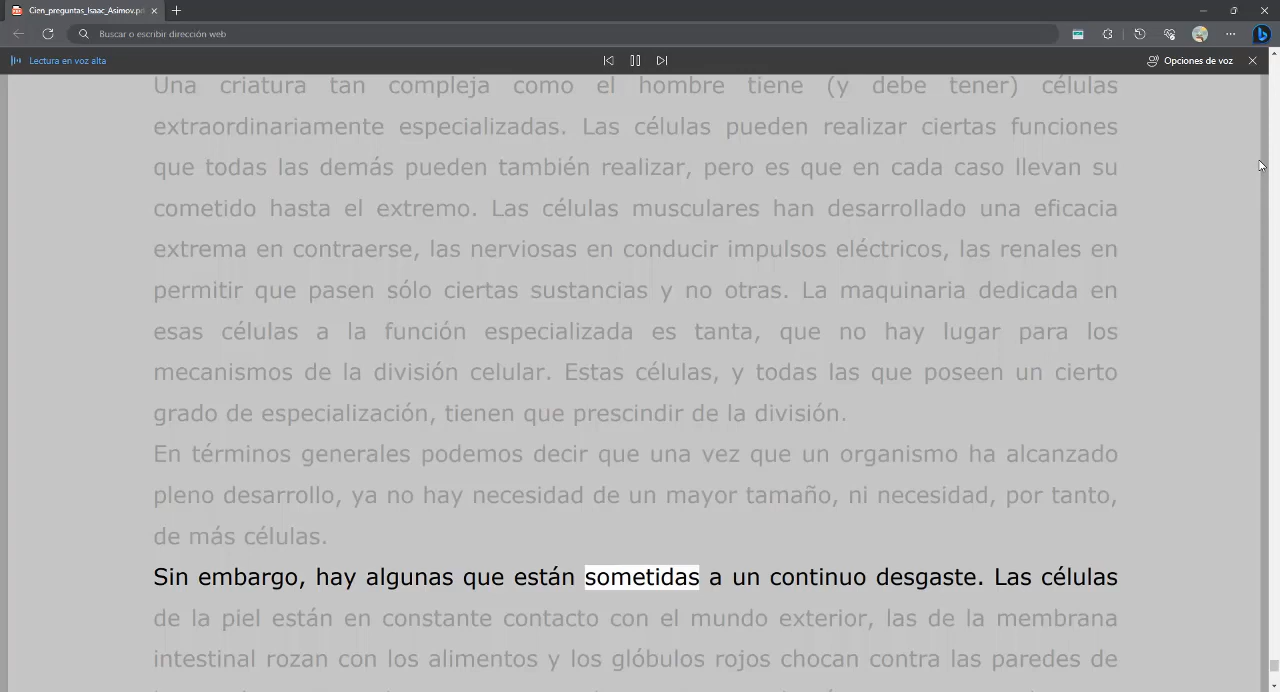 Cien_preguntas_Isaac_Asimov.pd
Buscar o escribir dirección web
Lectura en voz alta
Opciones de voz
Una criatura tan compleja como el hombre tiene (y debe tener) células
extraordinariamente especializadas. Las células pueden realizar ciertas funciones
que todas las demás pueden también realizar, pero es que en cada caso llevan su
cometido hasta el extremo. Las células musculares han desarrollado una eficacia
extrema en contraerse, las nerviosas en conducir impulsos eléctricos, las renales en
permitir que pasen sólo ciertas sustancias y no otras. La maquinaria dedicada en
esas células a la función especializada es tanta, que no hay lugar para los
mecanismos de la división celular. Estas células, y todas las que poseen un cierto
grado de especialización, tienen que prescindir de la división.
En términos generales podemos decir que una vez que un organismo ha alcanzado
pleno desarrollo, ya no hay necesidad de un mayor tamaño, ni necesidad, por tanto,
de más células.
Sin embargo, hay algunas que están sometidas a un continuo desgaste. Las células
de la piel están en constante contacto con el mundo exterior, las de la membrana
intestinal rozan con los alimentos y los glóbulos rojos chocan contra las paredes de